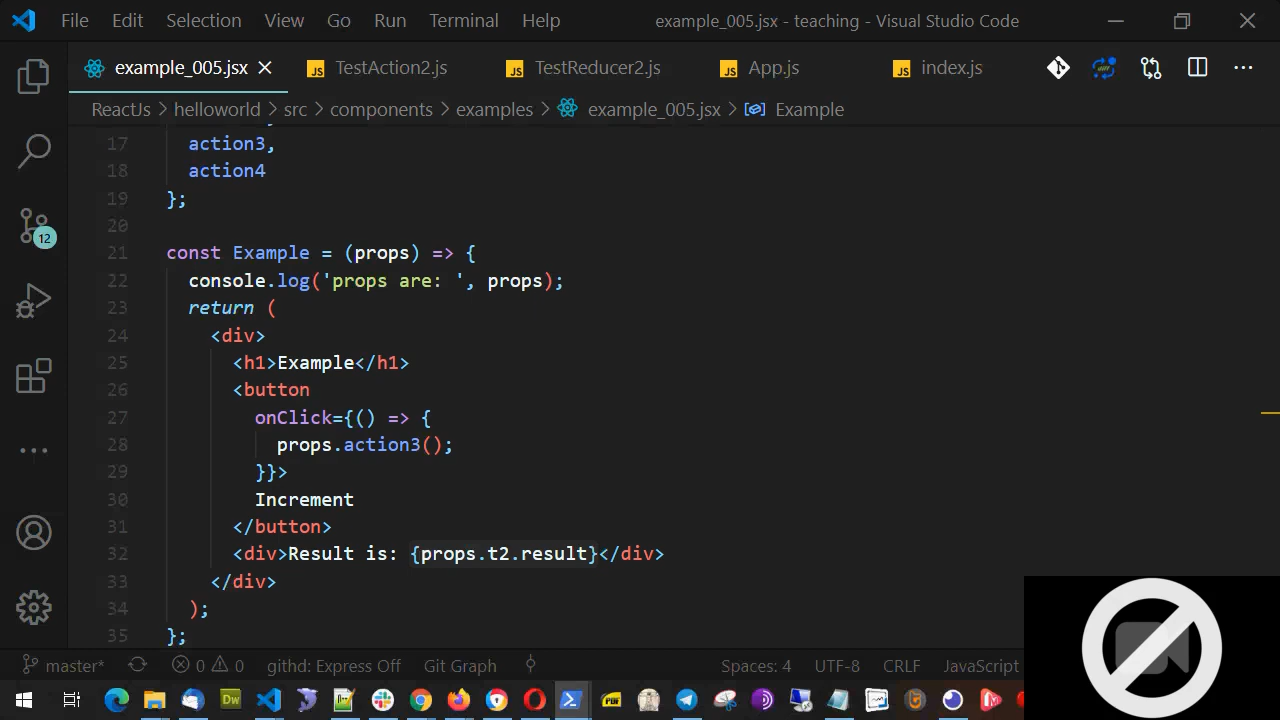 File Edit Selection View Go Run Terminal Help example_005.jsx - teaching - Visual Studio Code
example_005.jsx JS TestAction2.js JS TestReducer2.js JS App.js JS index.js
ReactJs > helloworld > src > components > examples > example_005.jsx > Example
17 action3,
18 action4
19 };
20
21 const Example = (props) => {
22 console.log('props are: ', props);
23 return (
24 <div>
25 <h1>Example</h1>
26 <button
27 onClick={() => {
28 props.action3();
29 }}>
30 Increment
31 </button>
32 <div>Result is: {props.t2.result}</div>
33 </div>
34 );
35 };
12
master* 0 0 githd: Express Off Git Graph Spaces: 4 UTF-8 CRLF JavaScript
Dw